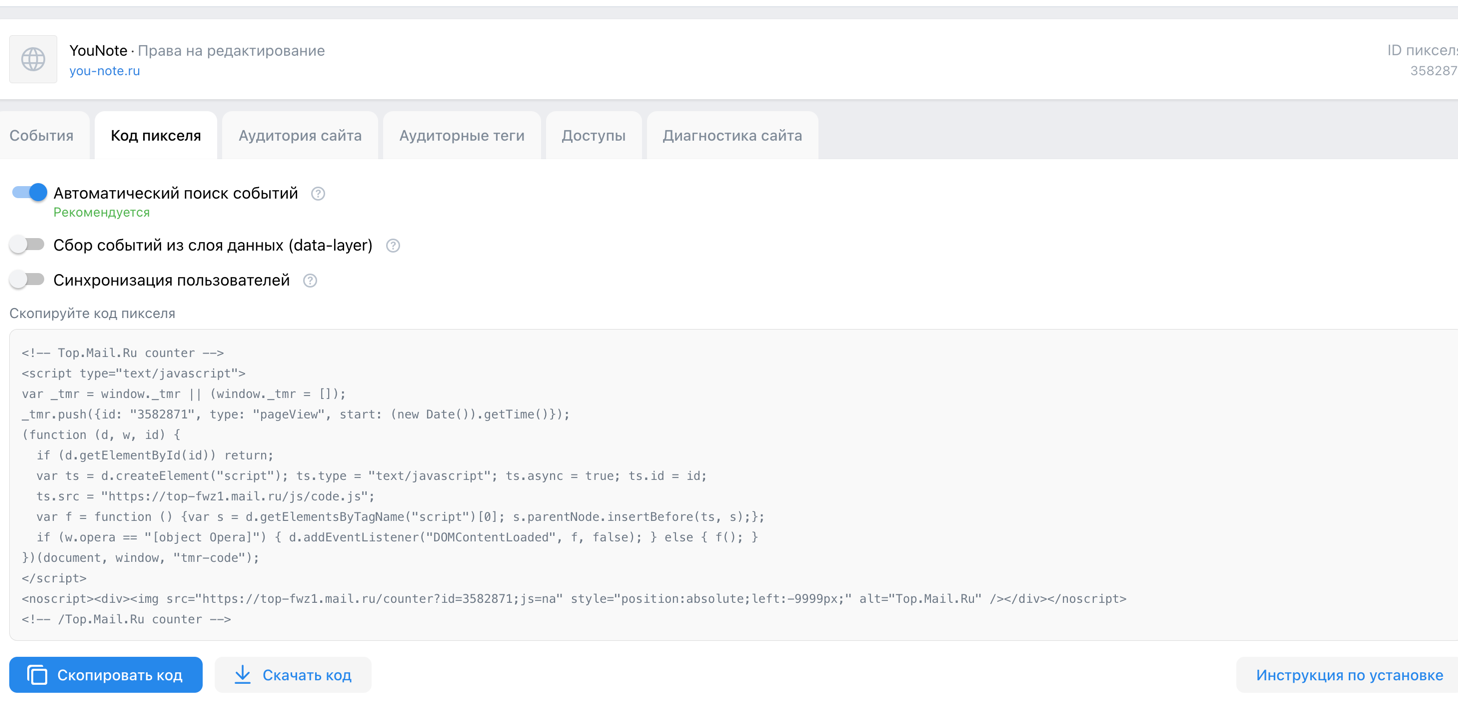 YouNote · Права на редактирование
ID пикселя
you-note.ru
358287
События
Код пикселя
Аудитория сайта
Аудиторные теги
Доступы
Диагностика сайта
Автоматический поиск событий ?
Рекомендуется
Сбор событий из слоя данных (data-layer) ?
Синхронизация пользователей ?
Скопируйте код пикселя
<!-- Top.Mail.Ru counter -->
<script type="text/javascript">
var _tmr = window._tmr || (window._tmr = []);
_tmr.push({id: "3582871", type: "pageView", start: (new Date()).getTime()});
(function (d, w, id) {
  if (d.getElementById(id)) return;
  var ts = d.createElement("script"); ts.type = "text/javascript"; ts.async = true; ts.id = id;
  ts.src = "https://top-fwz1.mail.ru/js/code.js";
  var f = function () {var s = d.getElementsByTagName("script")[0]; s.parentNode.insertBefore(ts, s);};
  if (w.opera == "[object Opera]") { d.addEventListener("DOMContentLoaded", f, false); } else { f(); }
})(document, window, "tmr-code");
</script>
<noscript><div><img src="https://top-fwz1.mail.ru/counter?id=3582871;js=na" style="position:absolute;left:-9999px;" alt="Top.Mail.Ru" /></div></noscript>
<!-- /Top.Mail.Ru counter -->
Скопировать код
Скачать код
Инструкция по установке